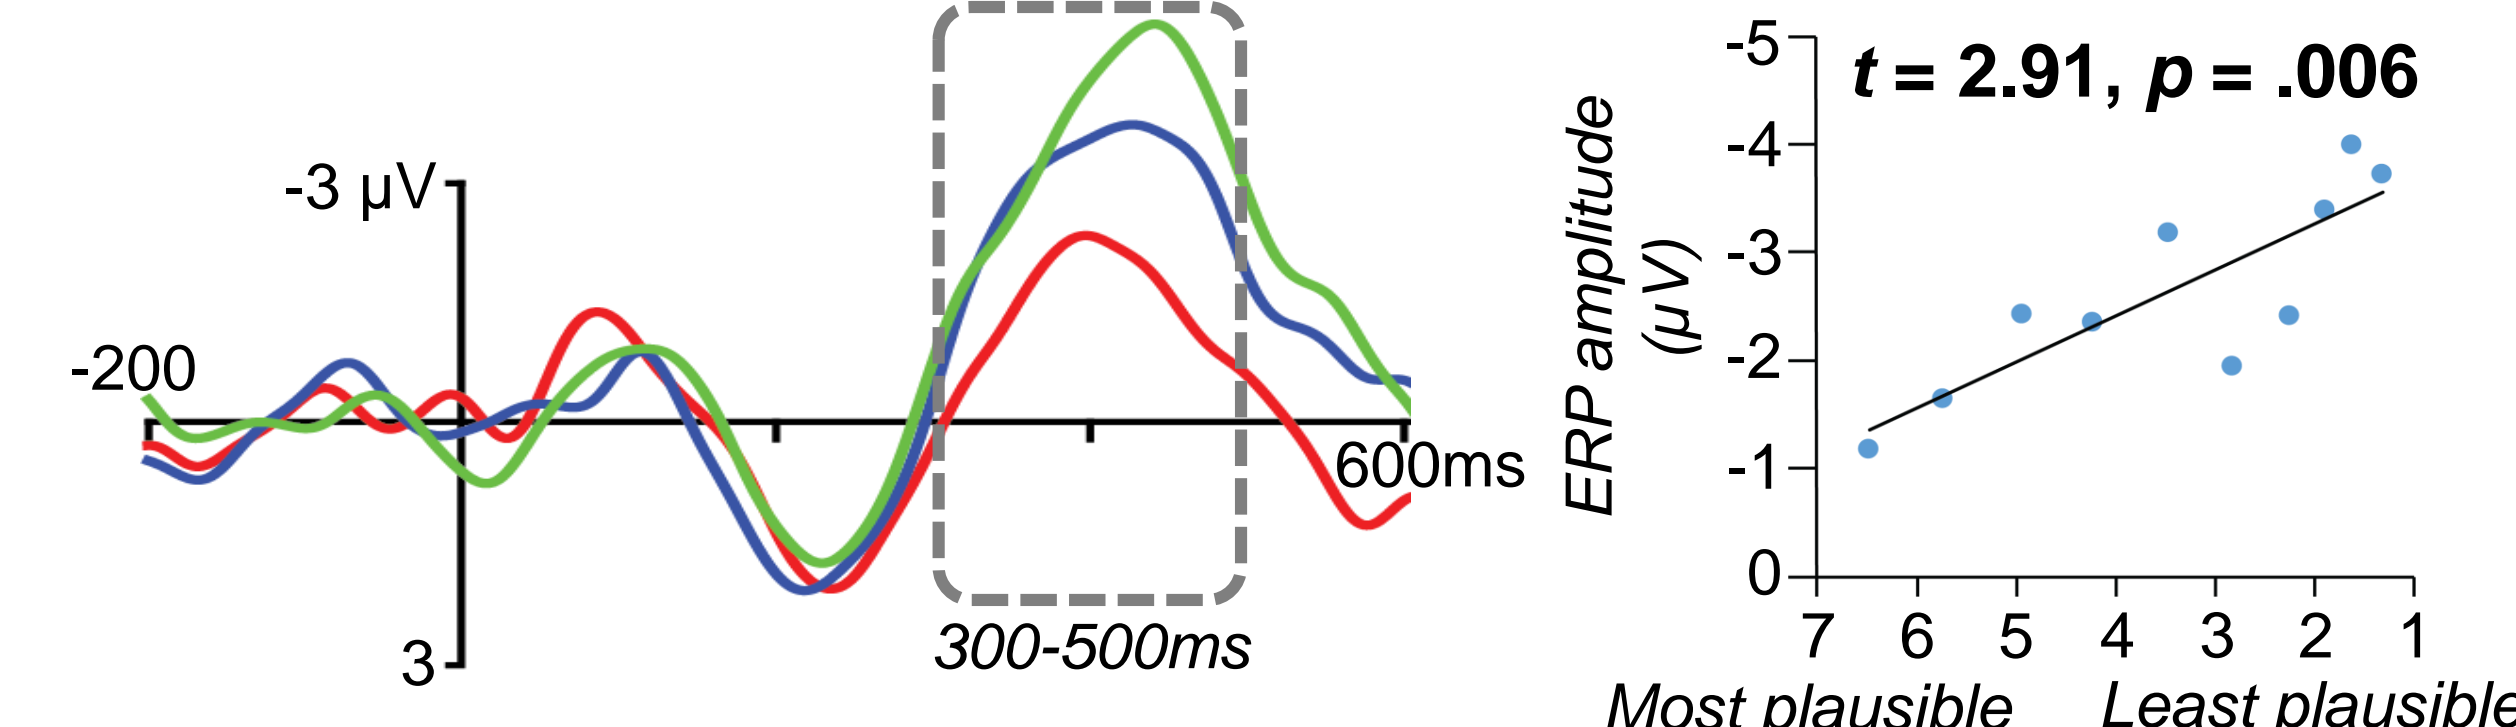 -3 µV
-200
600ms
3
300-500ms
ERP amplitude
(µV)
t = 2.91, p = .006
-5
-4
-3
-2
-1
0
7 6 5 4 3 2 1
Most plausible Least plausible